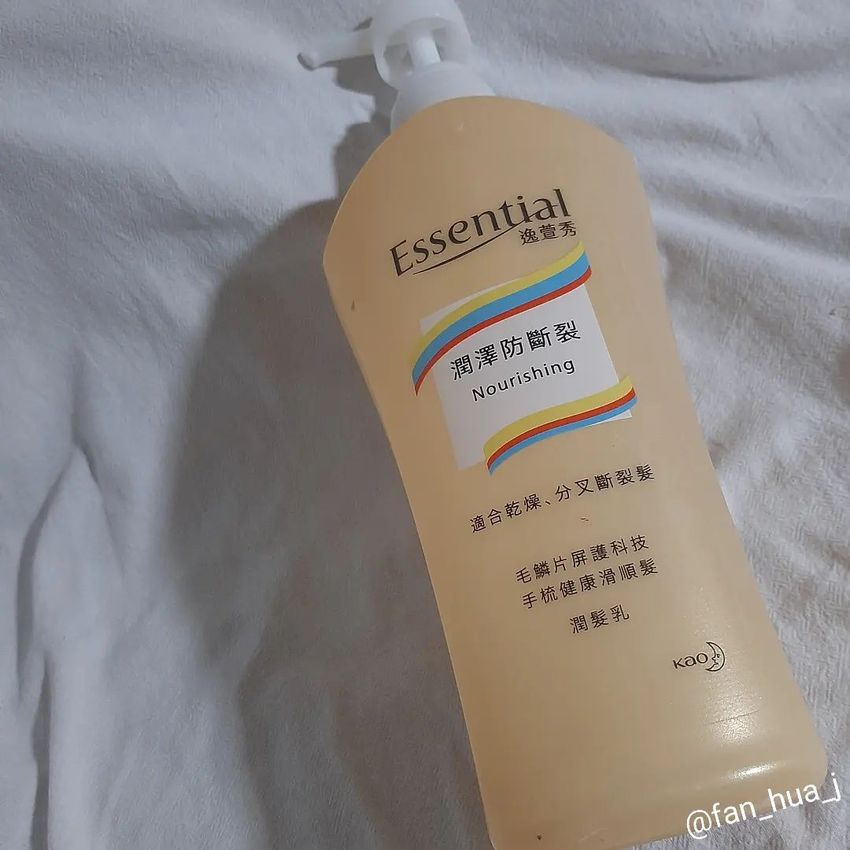 Essential
逸萱秀
潤澤防斷裂
Nourishing
適合乾燥、分叉斷裂髮
毛鱗片屏護科技
手梳健康滑順髮
潤髮乳
Kao
@fan_hua_j